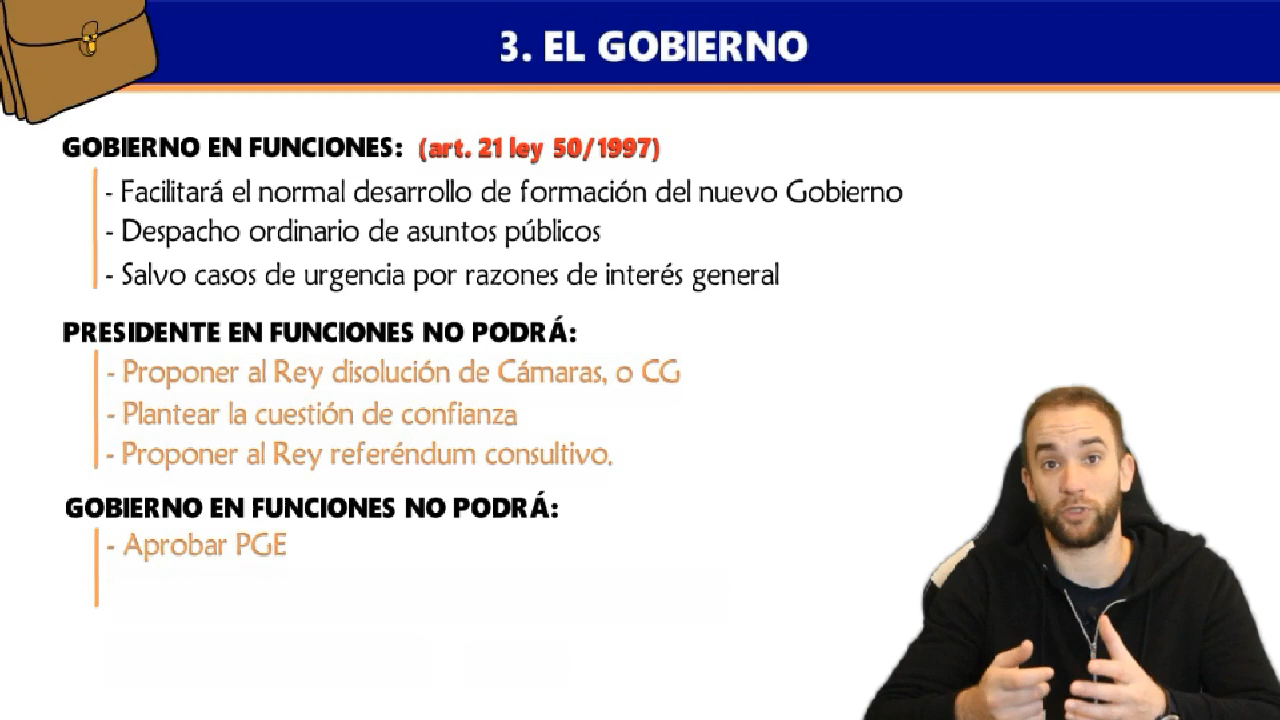 3. EL GOBIERNO
GOBIERNO EN FUNCIONES: (art. 21 ley 50/1997)
- Facilitará el normal desarrollo de formación del nuevo Gobierno
- Despacho ordinario de asuntos públicos
- Salvo casos de urgencia por razones de interés general
PRESIDENTE EN FUNCIONES NO PODRÁ:
- Proponer al Rey disolución de Cámaras, o CG
- Plantear la cuestión de confianza
- Proponer al Rey referéndum consultivo.
GOBIERNO EN FUNCIONES NO PODRÁ:
- Aprobar PGE